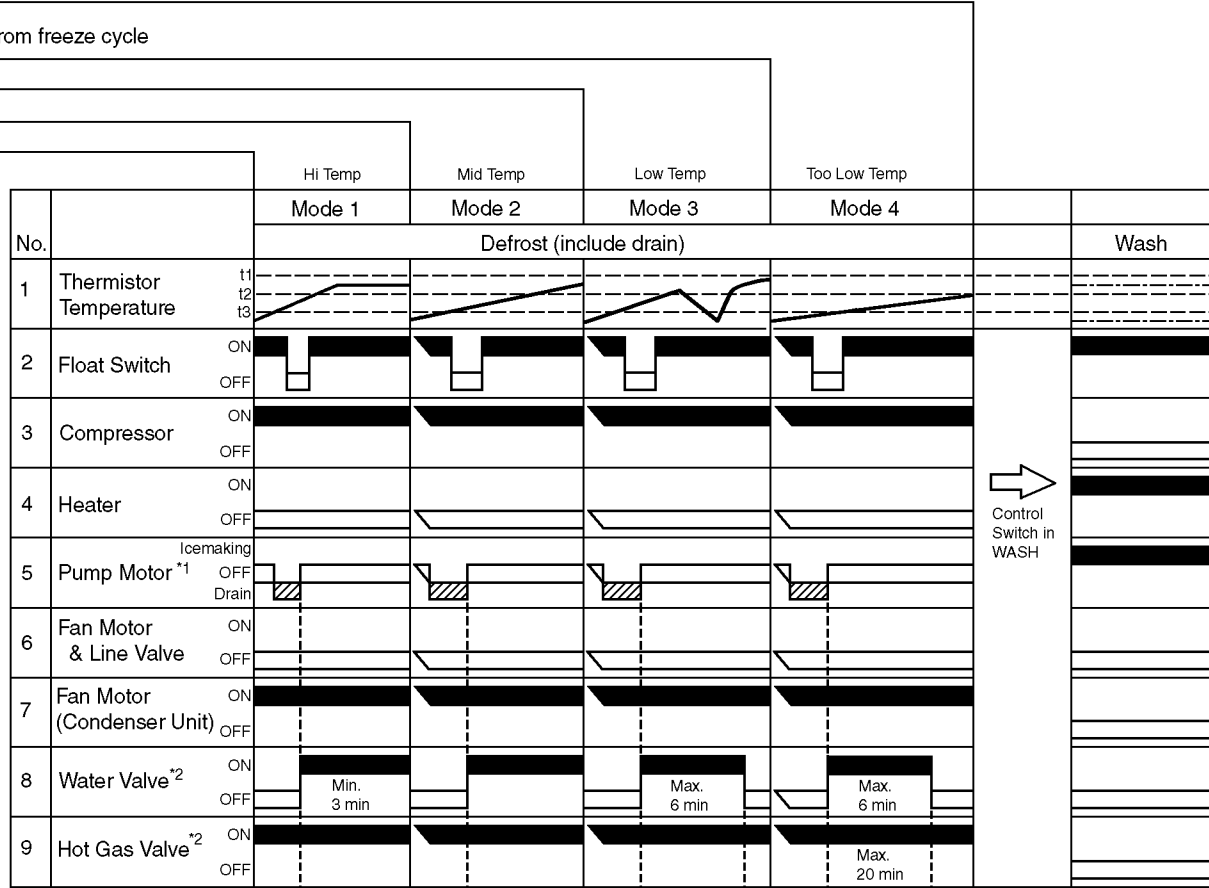 rom freeze cycle
Hi Temp Mid Temp Low Temp Too Low Temp
Mode 1 Mode 2 Mode 3 Mode 4
No. Defrost (include drain) Wash
1 Thermistor Temperature t1 t2 t3
2 Float Switch ON OFF
3 Compressor ON OFF
4 Heater ON OFF
Control
Switch in
WASH
5 Pump Motor *1 Icemaking OFF Drain
6 Fan Motor & Line Valve ON OFF
7 Fan Motor (Condenser Unit) ON OFF
8 Water Valve*2 ON OFF
Min.
3 min
Max.
6 min
Max.
6 min
9 Hot Gas Valve*2 ON OFF
Max.
20 min